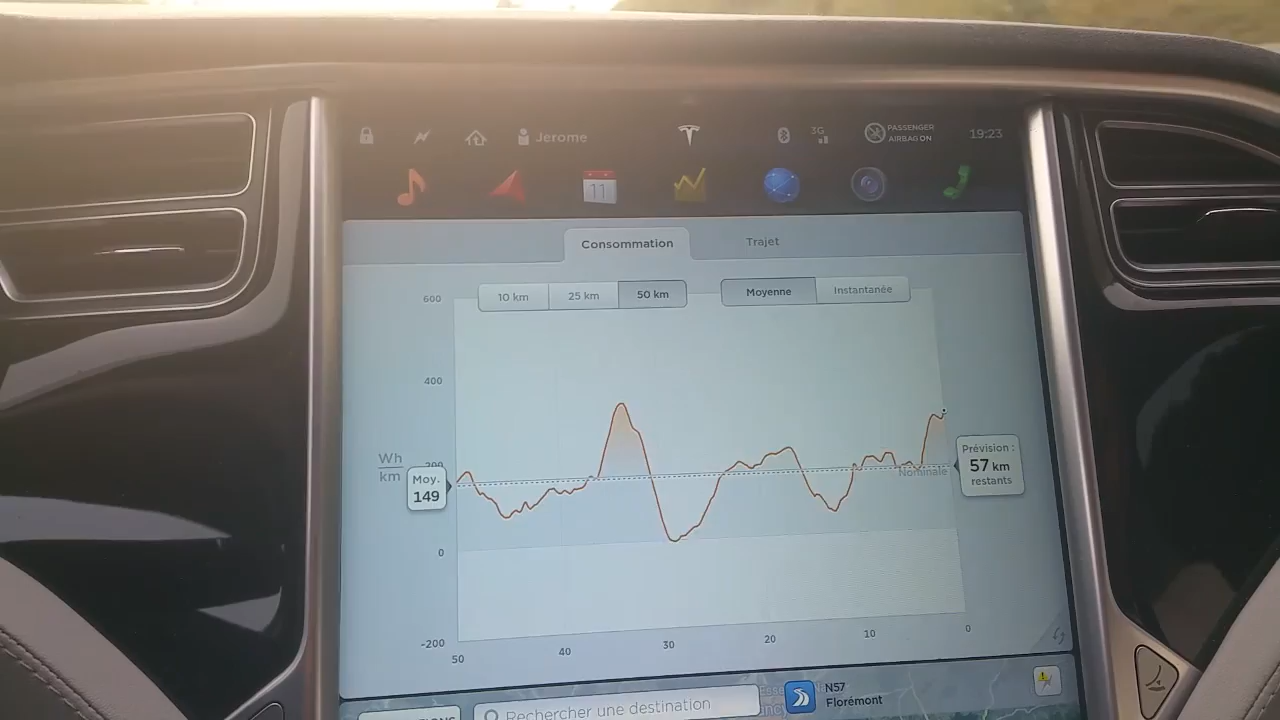 Jerome
3G
PASSENGER
AIRBAG ON
19:23
11
Consommation
Trajet
10 km
25 km
50 km
Moyenne
Instantanée
600
400
200
0
-200
Wh
km
Moy.
149
Nominale
Prévision :
57 km
restants
50
40
30
20
10
0
Rechercher une destination
N57
Florémont